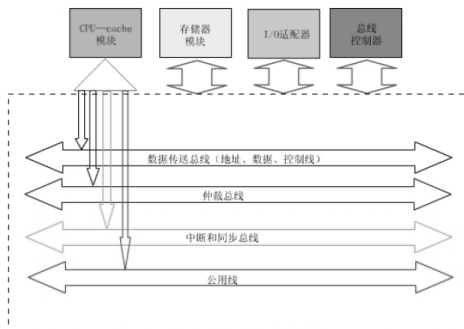 CPU—cache
模块
存储器
模块
I/O适配器
总线
控制器
数据传送总线（地址、数据、控制线）
仲裁总线
中断和同步总线
公用线